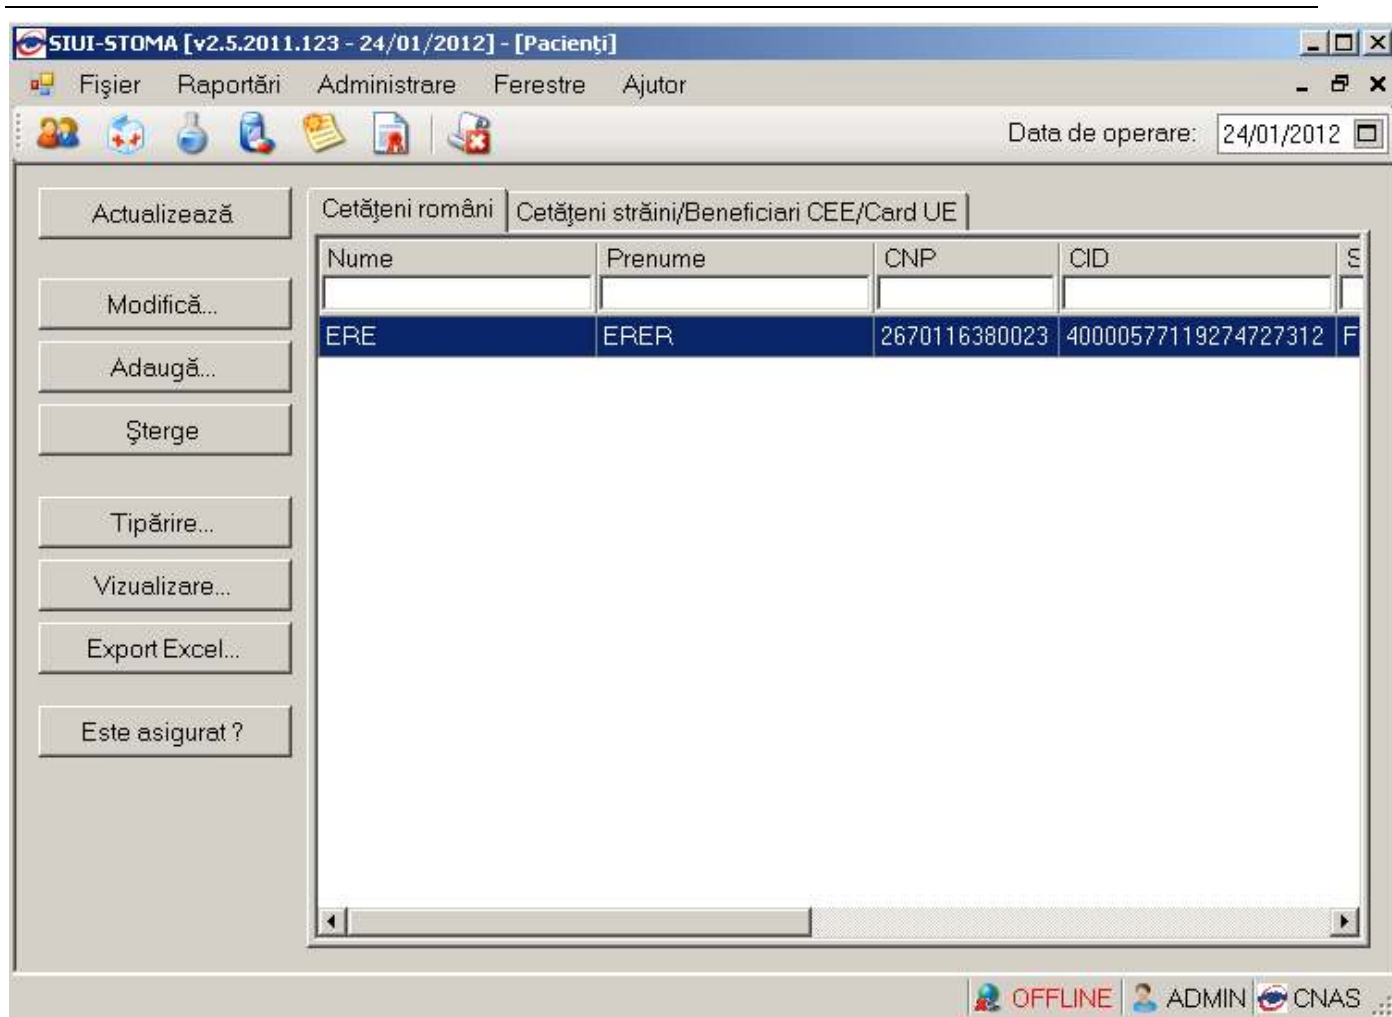 SIUI-STOMA [v2.5.2011.123 - 24/01/2012] - [Pacienţi]
Fişier Raportări Administrare Ferestre Ajutor
Data de operare: 24/01/2012
Actualizează
Modifică...
Adaugă...
Şterge
Tipărire...
Vizualizare...
Export Excel...
Este asigurat ?
Cetăţeni români Cetăţeni străini/Beneficiari CEE/Card UE
Nume Prenume CNP CID S
ERE ERER 2670116380023 40000577119274727312 F
OFFLINE ADMIN CNAS